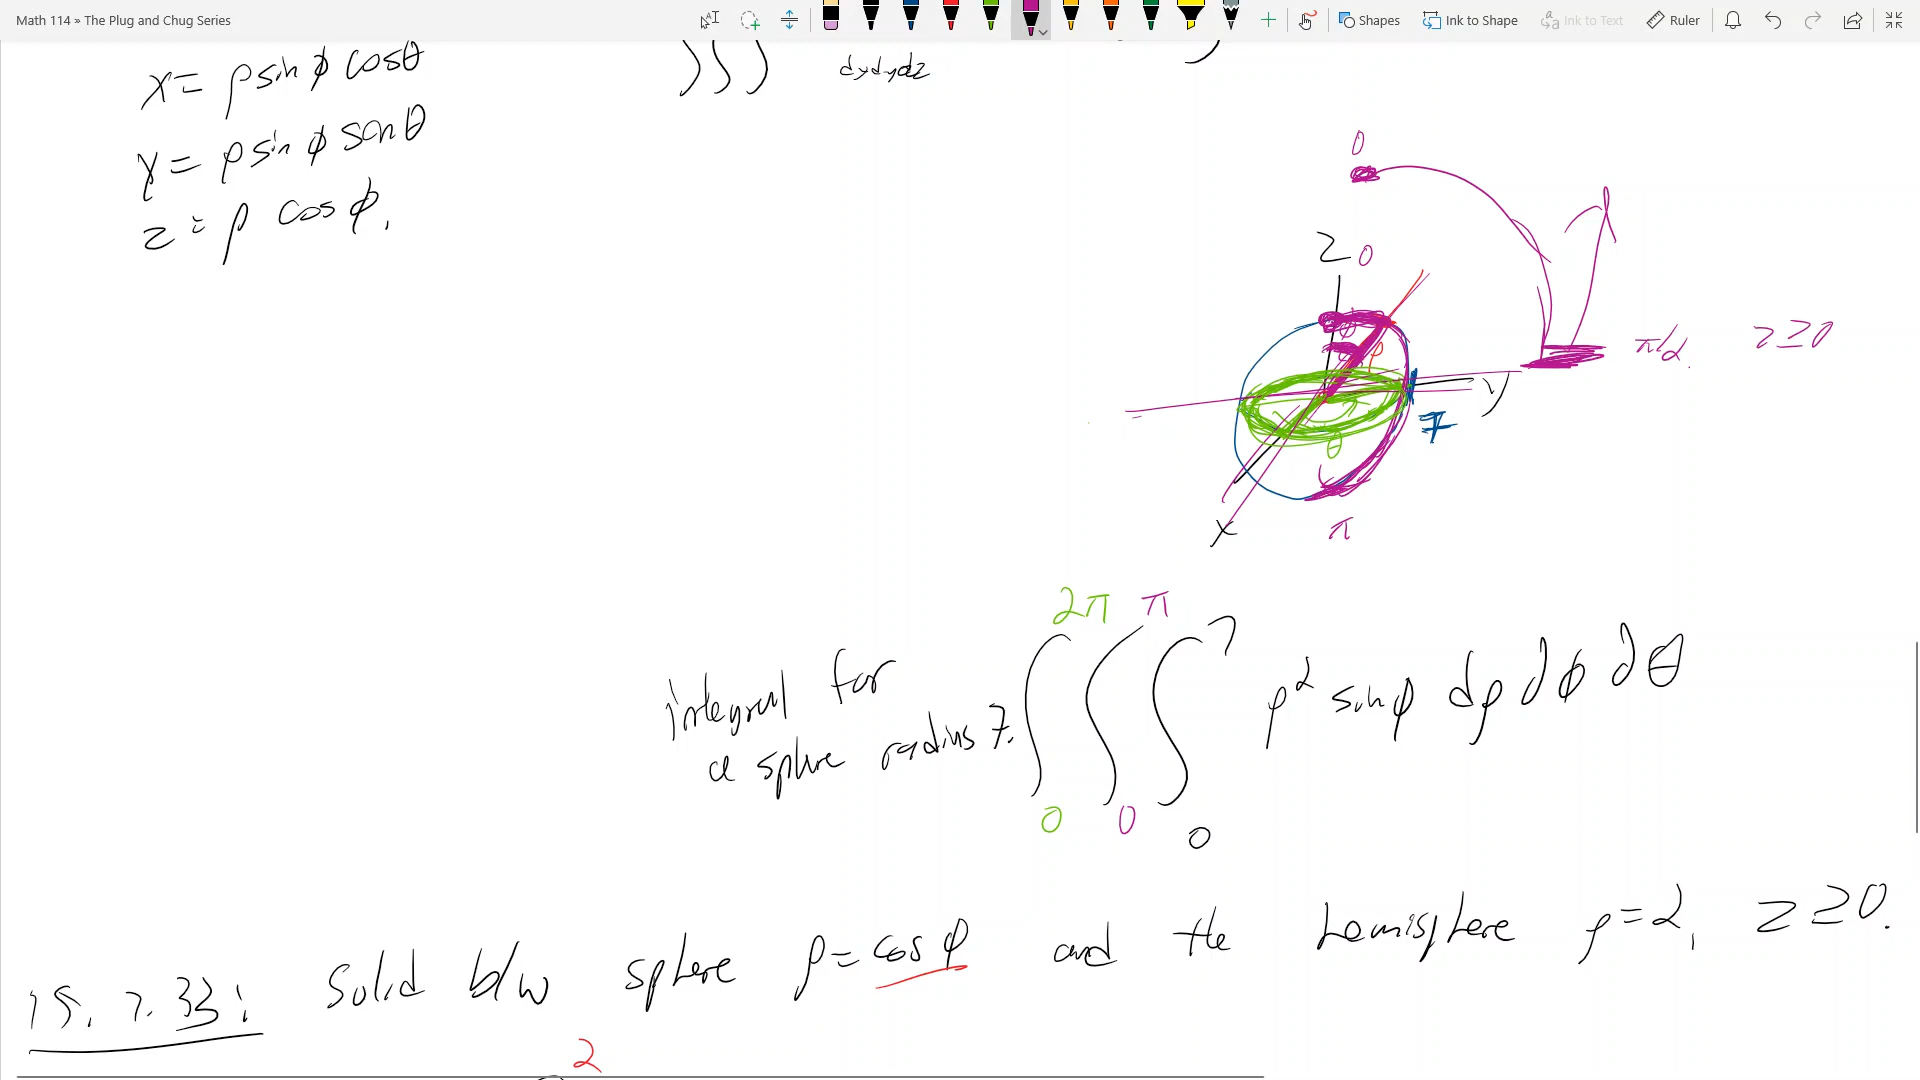 Math 114 » The Plug and Chug Series
Shapes
Ink to Shape
Ink to Text
Ruler
x = ρ sin φ cos θ
y = ρ sin φ sin θ
z = ρ cos φ.
∫∫∫
0
z 0
φ
ρ
π/2.
z ≥ 0
y
7
θ
x
π
integral for
a sphere radius 7.
∫₀^2π ∫₀^π ∫₀^7 ρ² sin φ dρ dφ dθ
15.7.33: Solid b/w sphere ρ = cos φ and the hemisphere ρ = 2, z ≥ 0.
2